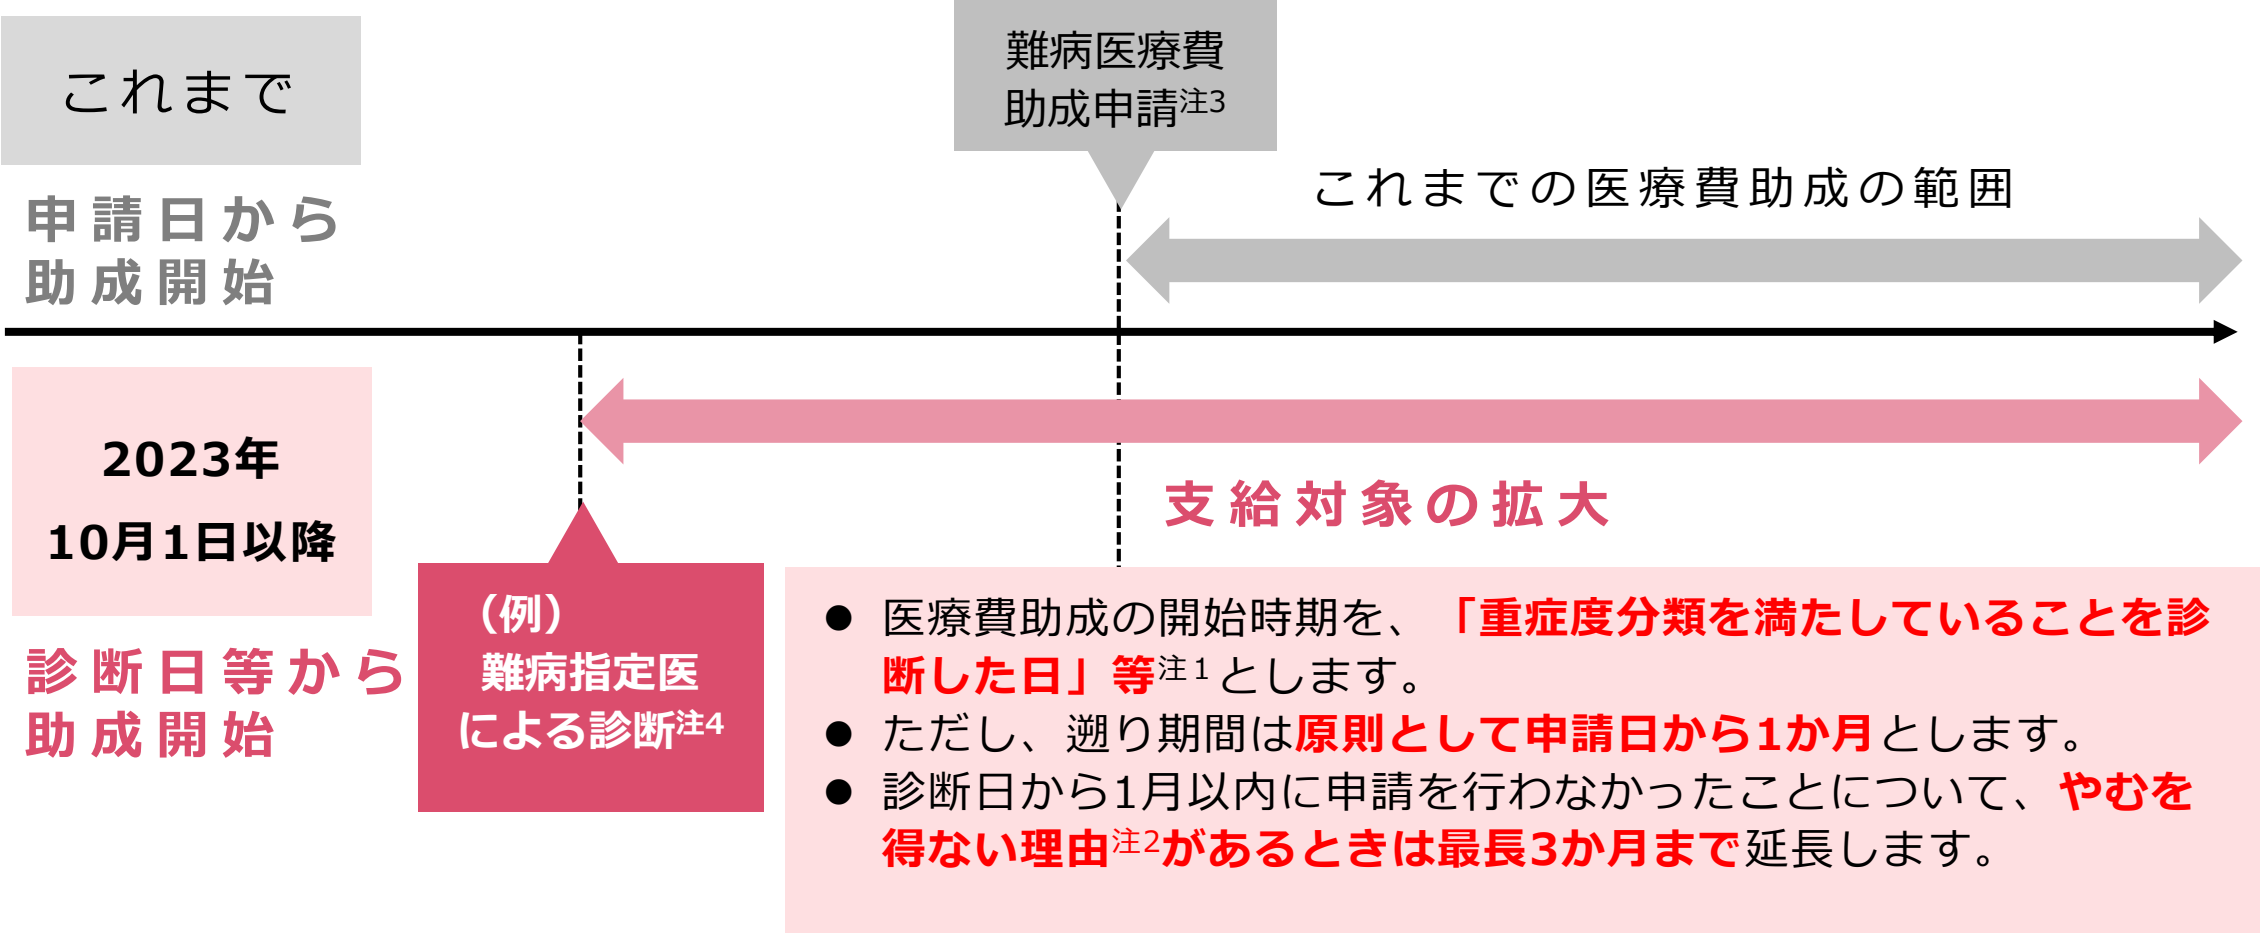 これまで
難病医療費
助成申請注3
これまでの医療費助成の範囲
申請日から
助成開始
2023年
10月1日以降
支給対象の拡大
診断日等から
助成開始
（例）
難病指定医
による診断注4
● 医療費助成の開始時期を、「重症度分類を満たしていることを診
断した日」等注１とします。
● ただし、遡り期間は原則として申請日から1か月とします。
● 診断日から1月以内に申請を行わなかったことについて、やむを
得ない理由注2があるときは最長3か月まで延長します。